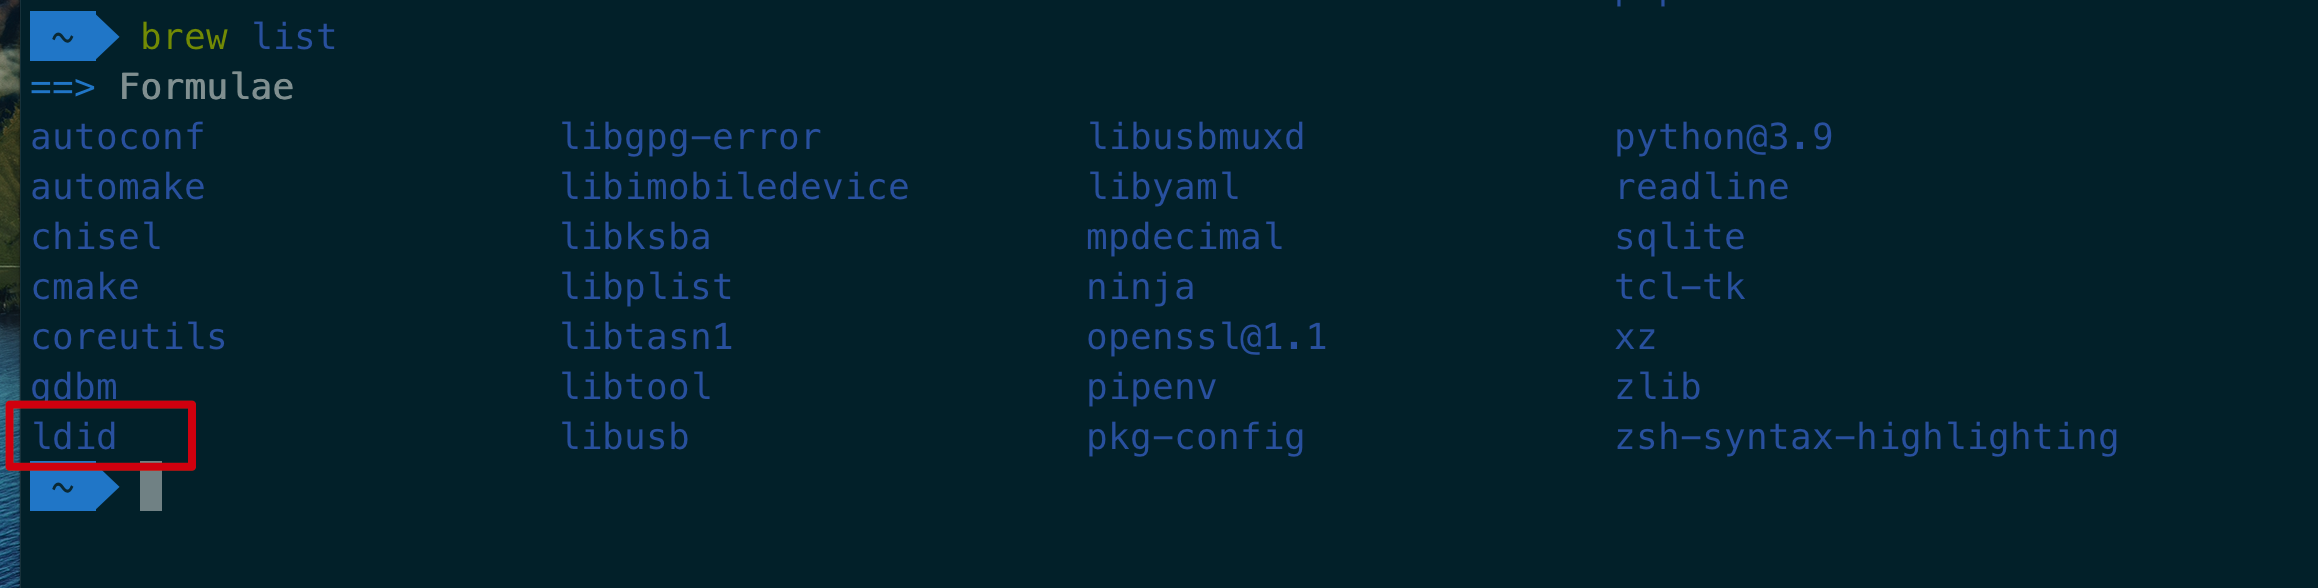 ~ brew list
==> Formulae
autoconf libgpg-error libusbmuxd python@3.9
automake libimobiledevice libyaml readline
chisel libksba mpdecimal sqlite
cmake libplist ninja tcl-tk
coreutils libtasn1 openssl@1.1 xz
gdbm libtool pipenv zlib
ldid libusb pkg-config zsh-syntax-highlighting
~